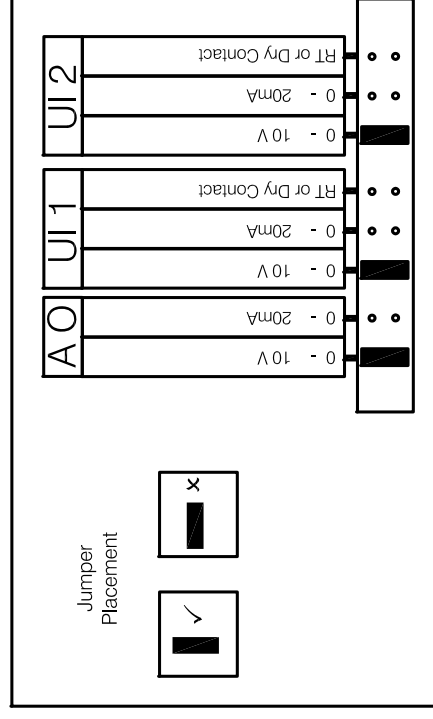 UI 2
RT or Dry Contact
0 - 20mA
0 - 10 V
UI 1
RT or Dry Contact
0 - 20mA
0 - 10 V
AO
0 - 20mA
0 - 10 V
Jumper
Placement
x
✓